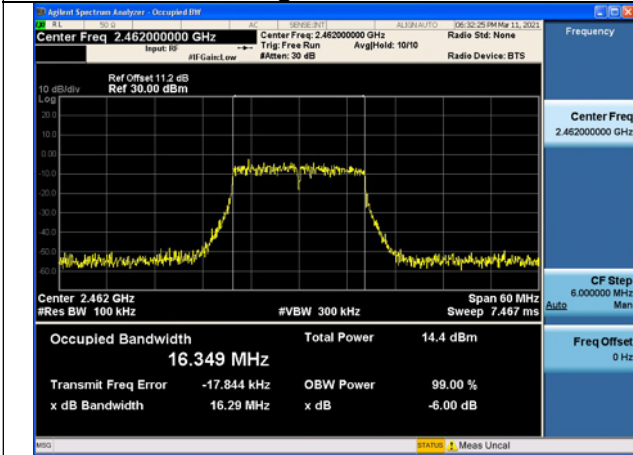 Agilent Spectrum Analyzer - Occupied BW
RL 50 Ω AC SENSE:INT ALIGN AUTO 06:32:25 PM Mar 11, 2021
Center Freq 2.462000000 GHz
Input: RF
#IFGain:Low
Center Freq: 2.462000000 GHz
Trig: Free Run Avg|Hold: 10/10
#Atten: 30 dB
Radio Std: None
Radio Device: BTS
Ref Offset 11.2 dB
10 dB/div Ref 30.00 dBm
Log
20.0
10.0
0.00
-10.0
-20.0
-30.0
-40.0
-50.0
-60.0
Center 2.462 GHz Span 60 MHz
#Res BW 100 kHz #VBW 300 kHz Sweep 7.467 ms
Occupied Bandwidth Total Power 14.4 dBm
16.349 MHz
Transmit Freq Error -17.844 kHz OBW Power 99.00 %
x dB Bandwidth 16.29 MHz x dB -6.00 dB
MSG STATUS Meas Uncal
Frequency
Center Freq
2.462000000 GHz
CF Step
6.000000 MHz
Auto Man
Freq Offset
0 Hz